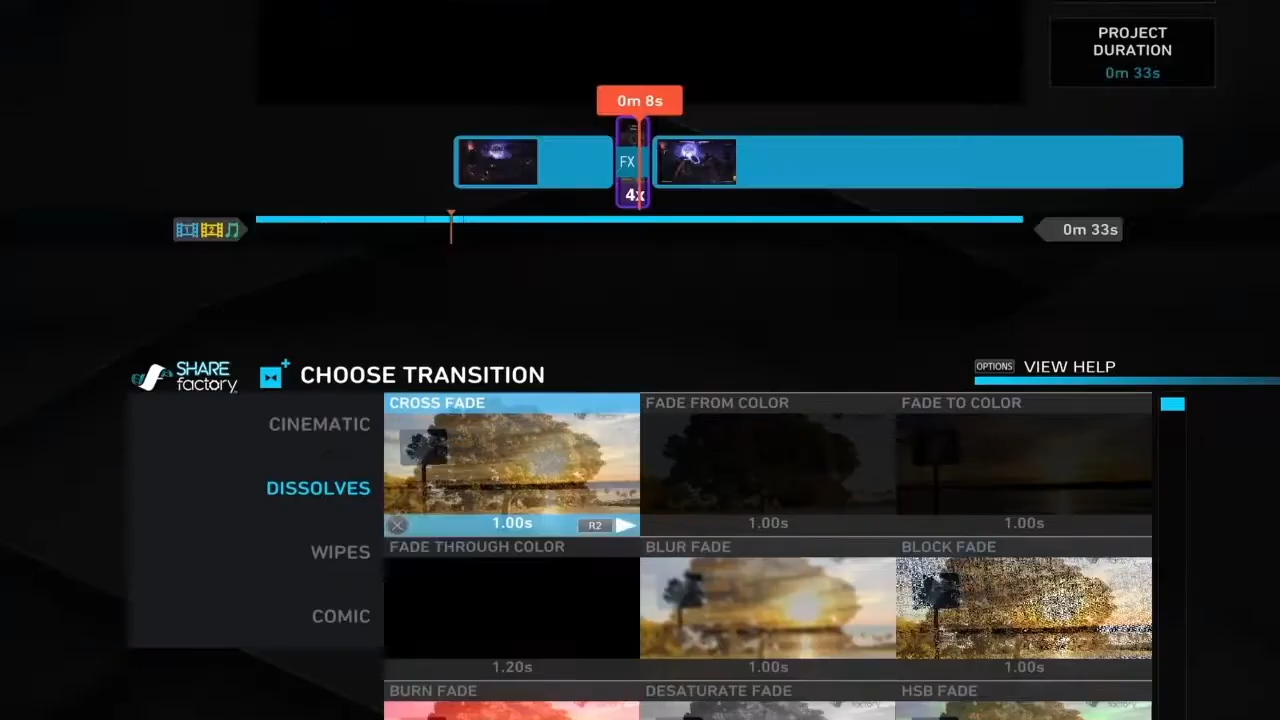 PROJECT
DURATION
0m 33s
0m 8s
FX
4x
1 2
0m 33s
SHARE
factory
CHOOSE TRANSITION
OPTIONS VIEW HELP
CINEMATIC
DISSOLVES
WIPES
COMIC
CROSS FADE
1.00s
R2
FADE FROM COLOR
1.00s
FADE TO COLOR
1.00s
FADE THROUGH COLOR
1.20s
BLUR FADE
1.00s
BLOCK FADE
1.00s
BURN FADE
DESATURATE FADE
HSB FADE